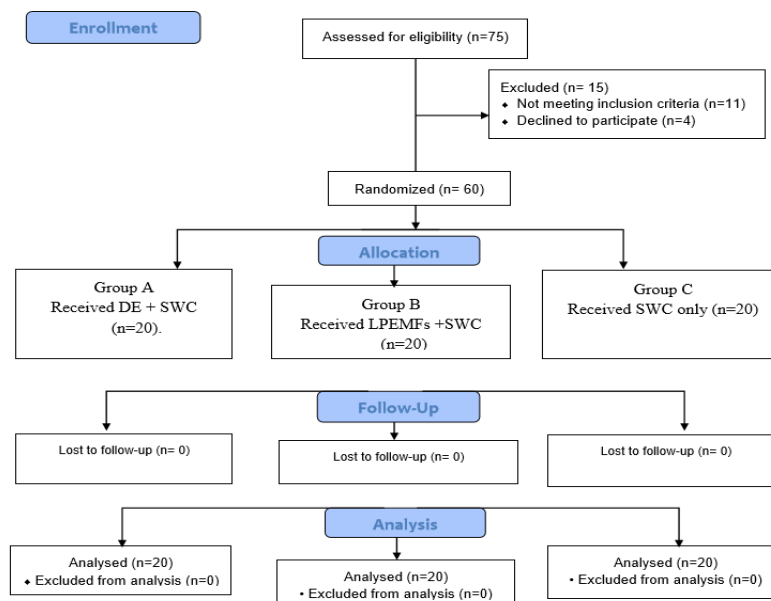 Enrollment
Assessed for eligibility (n=75)
Excluded (n= 15)
◆ Not meeting inclusion criteria (n=11)
◆ Declined to participate (n=4)
Randomized (n= 60)
Allocation
Group A
Received DE + SWC
(n=20).
Group B
Received LPEMFs +SWC
(n=20)
Group C
Received SWC only (n=20)
Follow-Up
Lost to follow-up (n= 0)
Lost to follow-up (n= 0)
Lost to follow-up (n= 0)
Analysis
Analysed (n=20)
◆ Excluded from analysis (n=0)
Analysed (n=20)
• Excluded from analysis (n=0)
Analysed (n=20)
• Excluded from analysis (n=0)